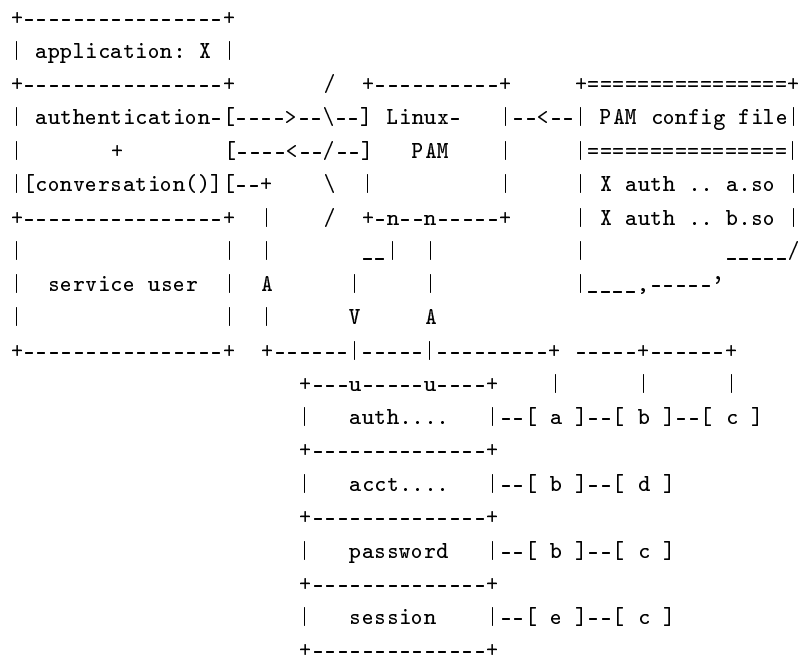 +----------------+
| application: X |
+----------------+       /  +----------+      +================+
| authentication-[---->--\--] Linux-   |--<--| PAM config file|
|       +        [----<--/--]   PAM    |     |================|
|[conversation()][--+    \  |          |     | X auth .. a.so |
+----------------+  |    /  +-n--n-----+     | X auth .. b.so |
|                |  |       __|  |           |           _____/
|  service user  |  A      |     |           |____,-----'
|                |  |      V     A
+----------------+  +------|-----|---------+ -----+------+
                       +---u-----u----+    |      |      |
                       |   auth....   |--[ a ]--[ b ]--[ c ]
                       +--------------+
                       |   acct....   |--[ b ]--[ d ]
                       +--------------+
                       |   password   |--[ b ]--[ c ]
                       +--------------+
                       |   session    |--[ e ]--[ c ]
                       +--------------+